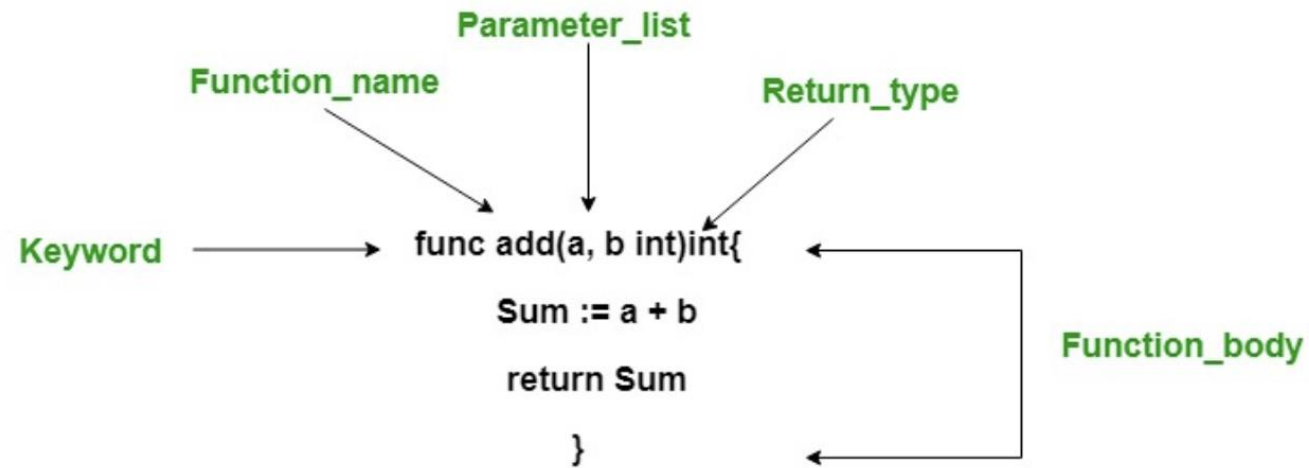 Parameter_list
Function_name
Return_type
Keyword
func add(a, b int)int{
Sum := a + b
return Sum
}
Function_body